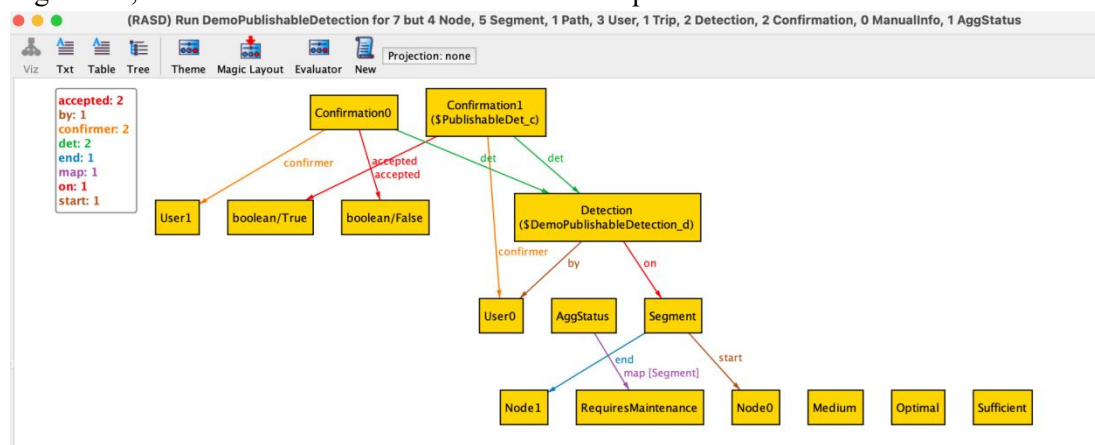 (RASD) Run DemoPublishableDetection for 7 but 4 Node, 5 Segment, 1 Path, 3 User, 1 Trip, 2 Detection, 2 Confirmation, 0 ManualInfo, 1 AggStatus
Viz Txt Table Tree Theme Magic Layout Evaluator New Projection: none
accepted: 2
by: 1
confirmer: 2
det: 2
end: 1
map: 1
on: 1
start: 1
Confirmation0
Confirmation1
($PublishableDet_c)
confirmer
accepted
accepted
det
det
User1
boolean/True
boolean/False
Detection
($DemoPublishableDetection_d)
confirmer
by
on
User0
AggStatus
Segment
end
map [Segment]
start
Node1
RequiresMaintenance
Node0
Medium
Optimal
Sufficient